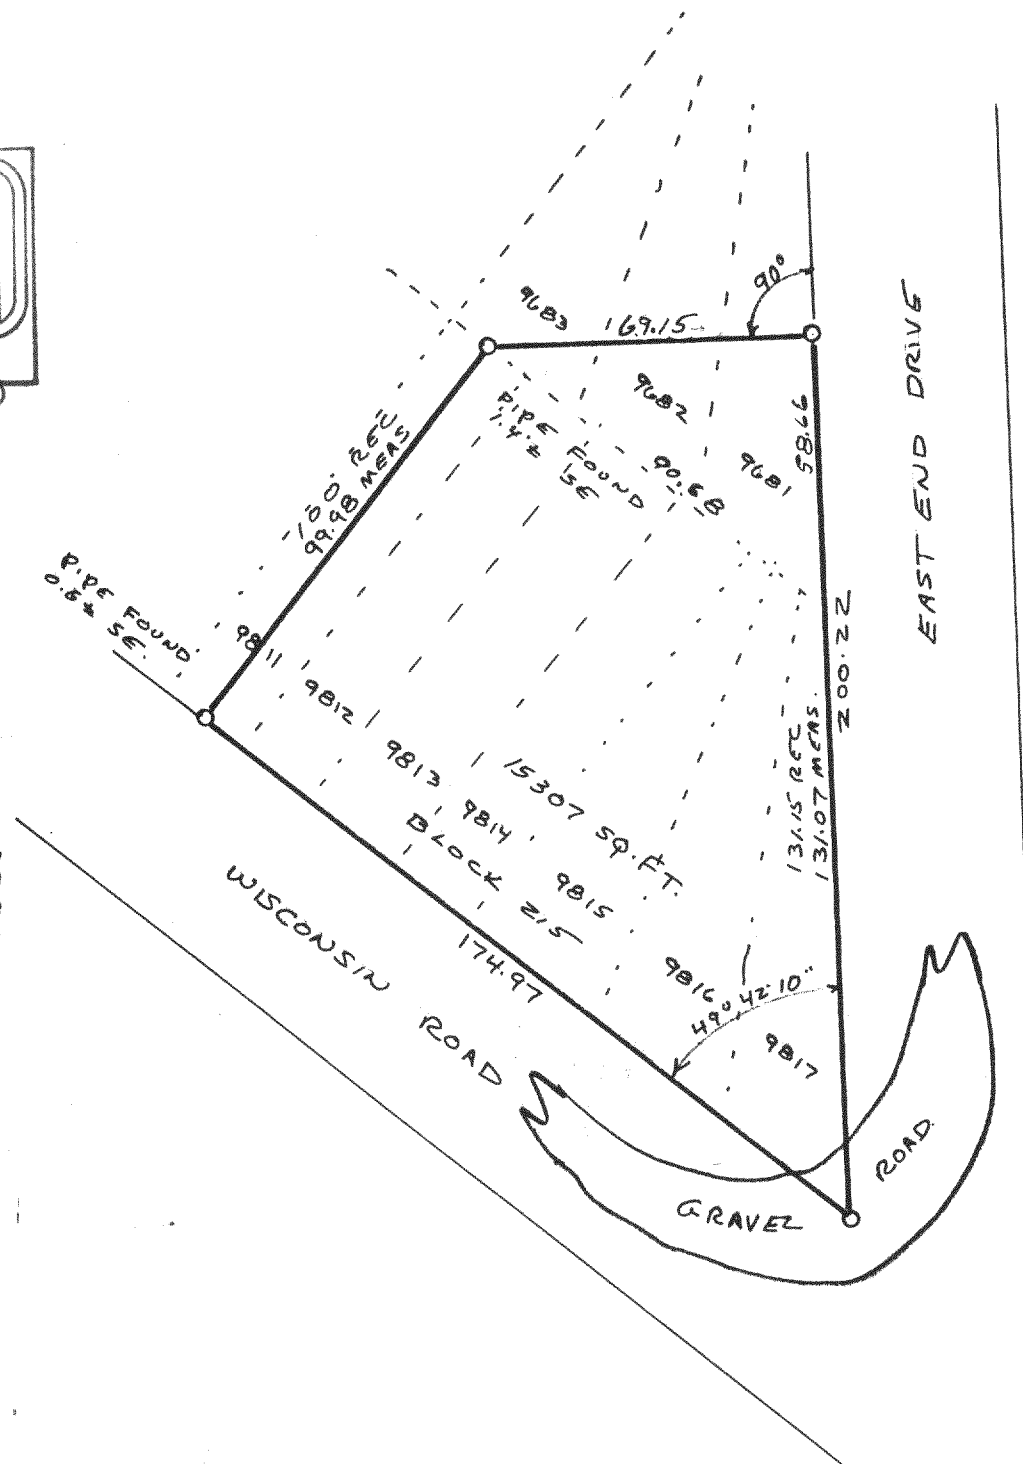 90°
9683
169.15
9682
9681
58.66
EAST END DRIVE
PIPE FOUND
1.4'± SE
90.68
100.0' REC
99.98 MEAS
PIPE FOUND
0.6± SE.
9811
9812
9813
9814
9815
9816
9817
15307 SQ. FT.
BLOCK 215
200.22
131.15 REC
131.07 MEAS.
174.97
49° 42' 10"
WISCONSIN ROAD
GRAVEL ROAD